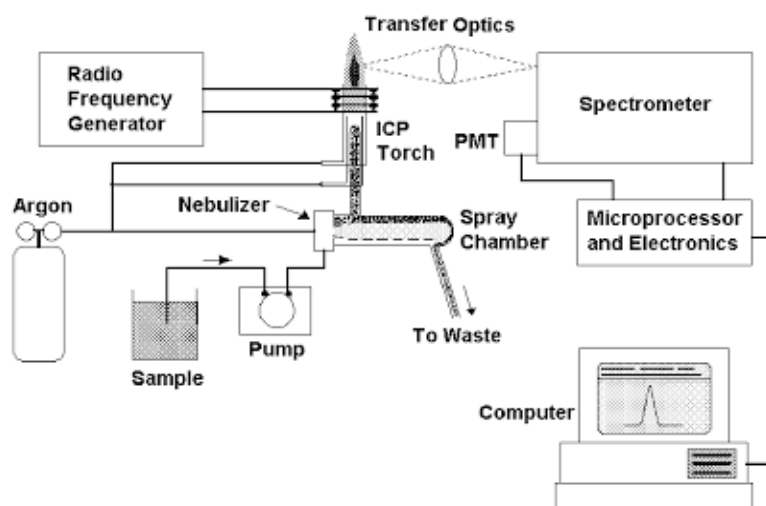 Transfer Optics
Radio
Frequency
Generator
Spectrometer
ICP
Torch
PMT
Argon
Nebulizer
Spray
Chamber
Microprocessor
and Electronics
To Waste
Pump
Sample
Computer